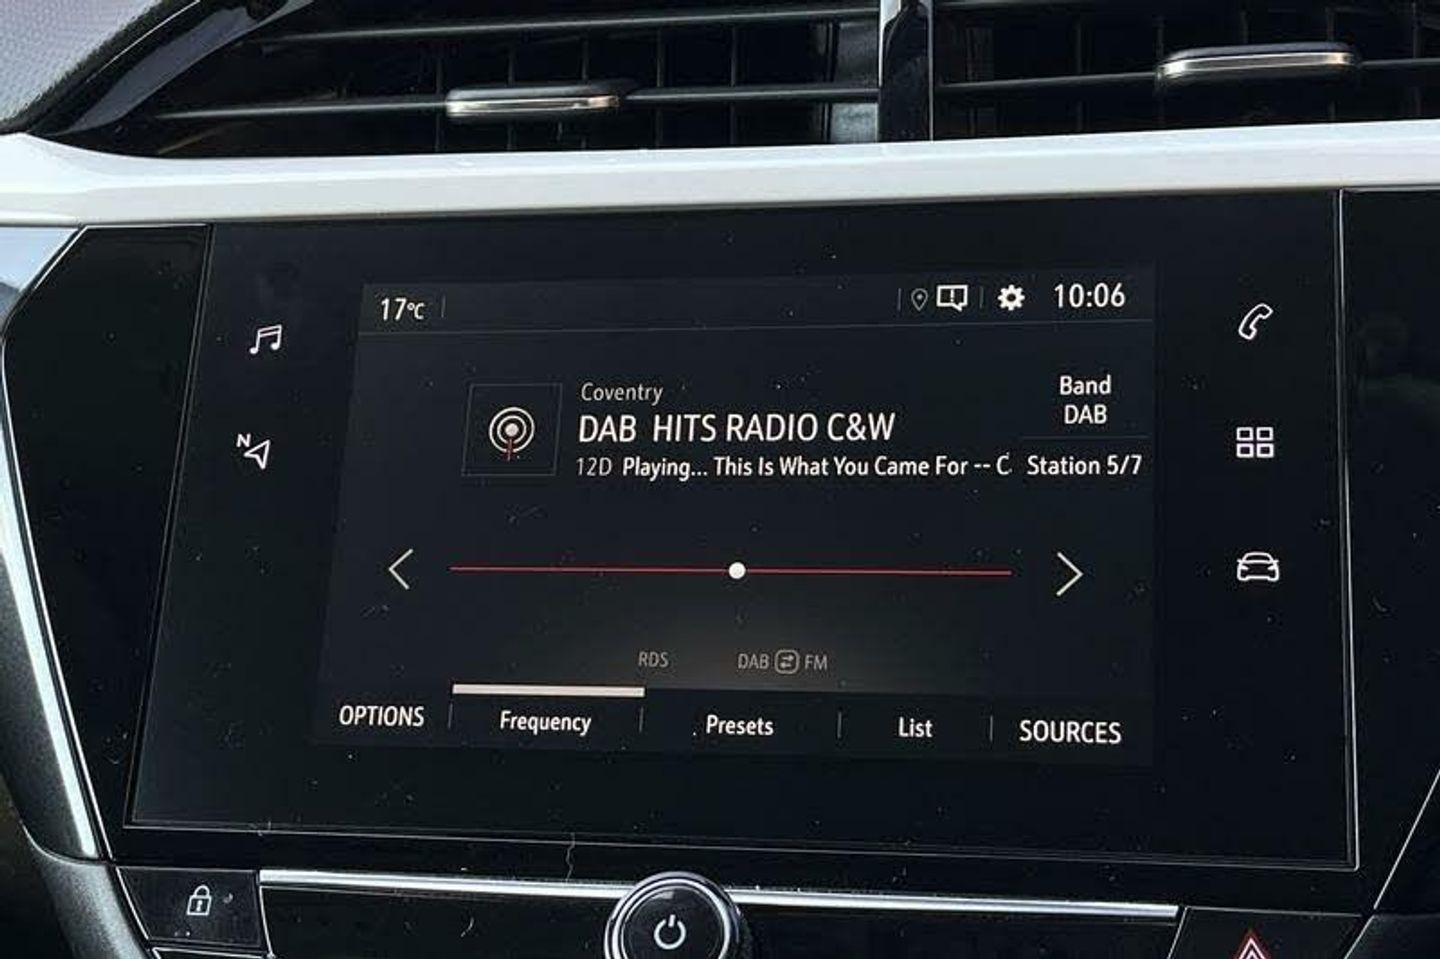 17°C
10:06
Coventry
DAB HITS RADIO C&W
12D Playing... This Is What You Came For -- C
Band
DAB
Station 5/7
N
RDS
DAB FM
OPTIONS
Frequency
Presets
List
SOURCES